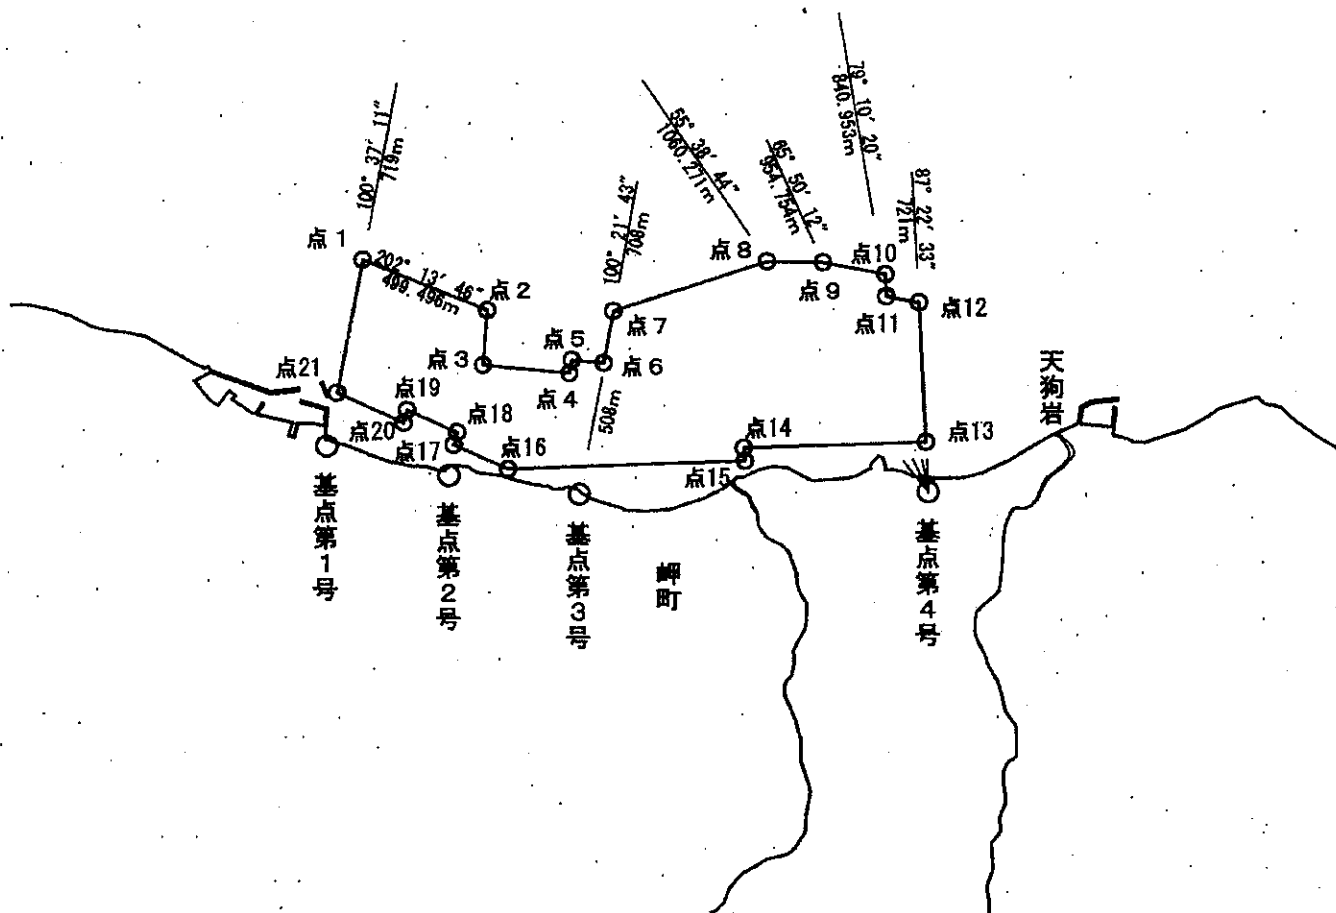 79° 10′ 20″
840.953m
55° 38′ 44″
1060.271m
100° 37′ 11″
719m
65° 50′ 12″
954.754m
87° 22′ 33″
721m
100° 21′ 43″
708m
点1
202° 13′ 46″
499.496m
点2
点8
点9
点10
点11
点12
点7
点3
点5
点4
点6
508m
天狗岩
点21
点19
点20
点18
点17
点16
点14
点15
点13
基点第1号
基点第2号
基点第3号
岬町
基点第4号